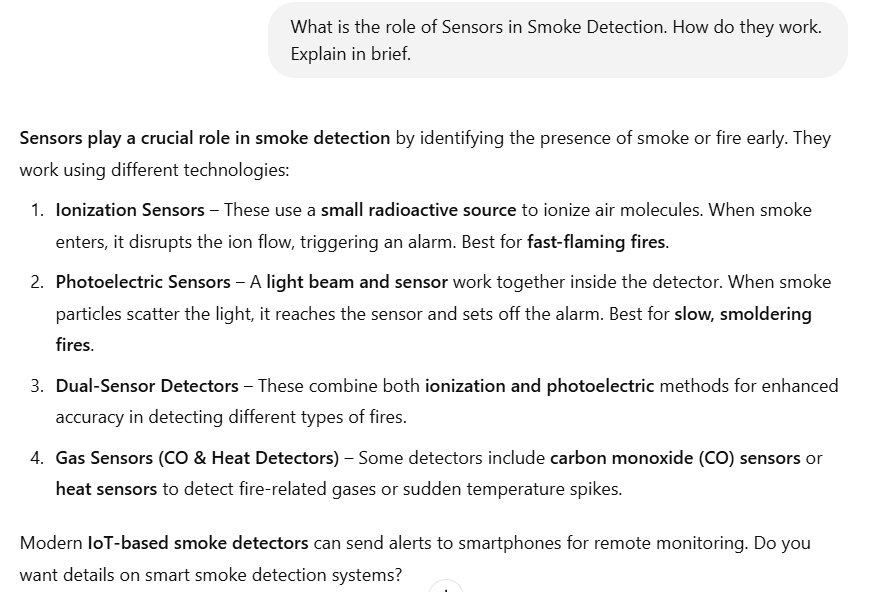 What is the role of Sensors in Smoke Detection. How do they work.
Explain in brief.
Sensors play a crucial role in smoke detection by identifying the presence of smoke or fire early. They
work using different technologies:
1. Ionization Sensors – These use a small radioactive source to ionize air molecules. When smoke
enters, it disrupts the ion flow, triggering an alarm. Best for fast-flaming fires.
2. Photoelectric Sensors – A light beam and sensor work together inside the detector. When smoke
particles scatter the light, it reaches the sensor and sets off the alarm. Best for slow, smoldering
fires.
3. Dual-Sensor Detectors – These combine both ionization and photoelectric methods for enhanced
accuracy in detecting different types of fires.
4. Gas Sensors (CO & Heat Detectors) – Some detectors include carbon monoxide (CO) sensors or
heat sensors to detect fire-related gases or sudden temperature spikes.
Modern IoT-based smoke detectors can send alerts to smartphones for remote monitoring. Do you
want details on smart smoke detection systems?